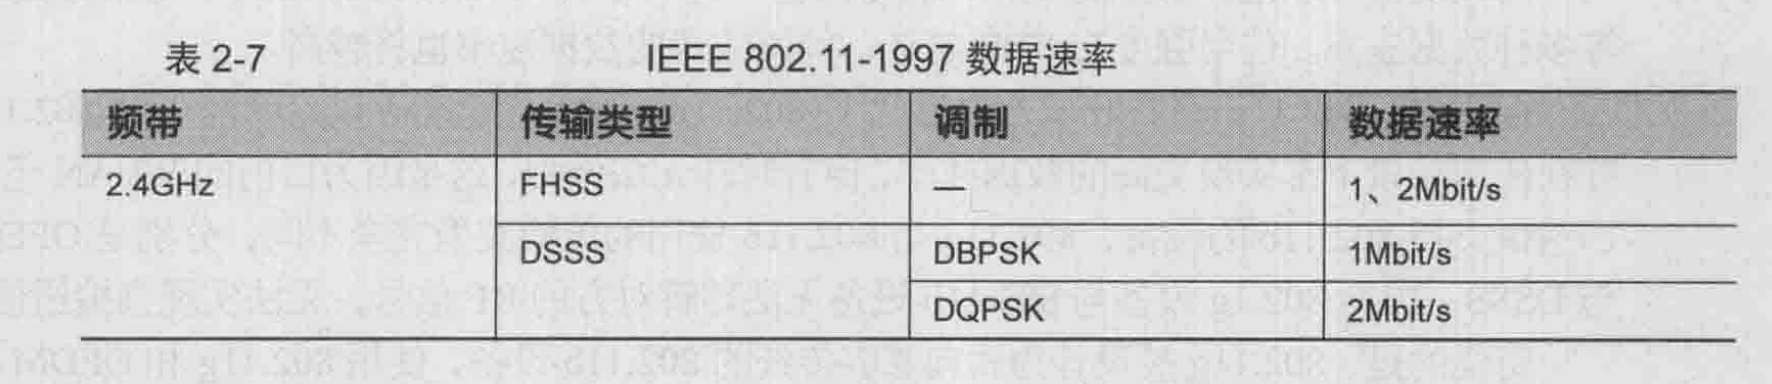 表 2-7 IEEE 802.11-1997 数据速率
频带 传输类型 调制 数据速率
2.4GHz FHSS — 1、2Mbit/s
DSSS DBPSK 1Mbit/s
DQPSK 2Mbit/s